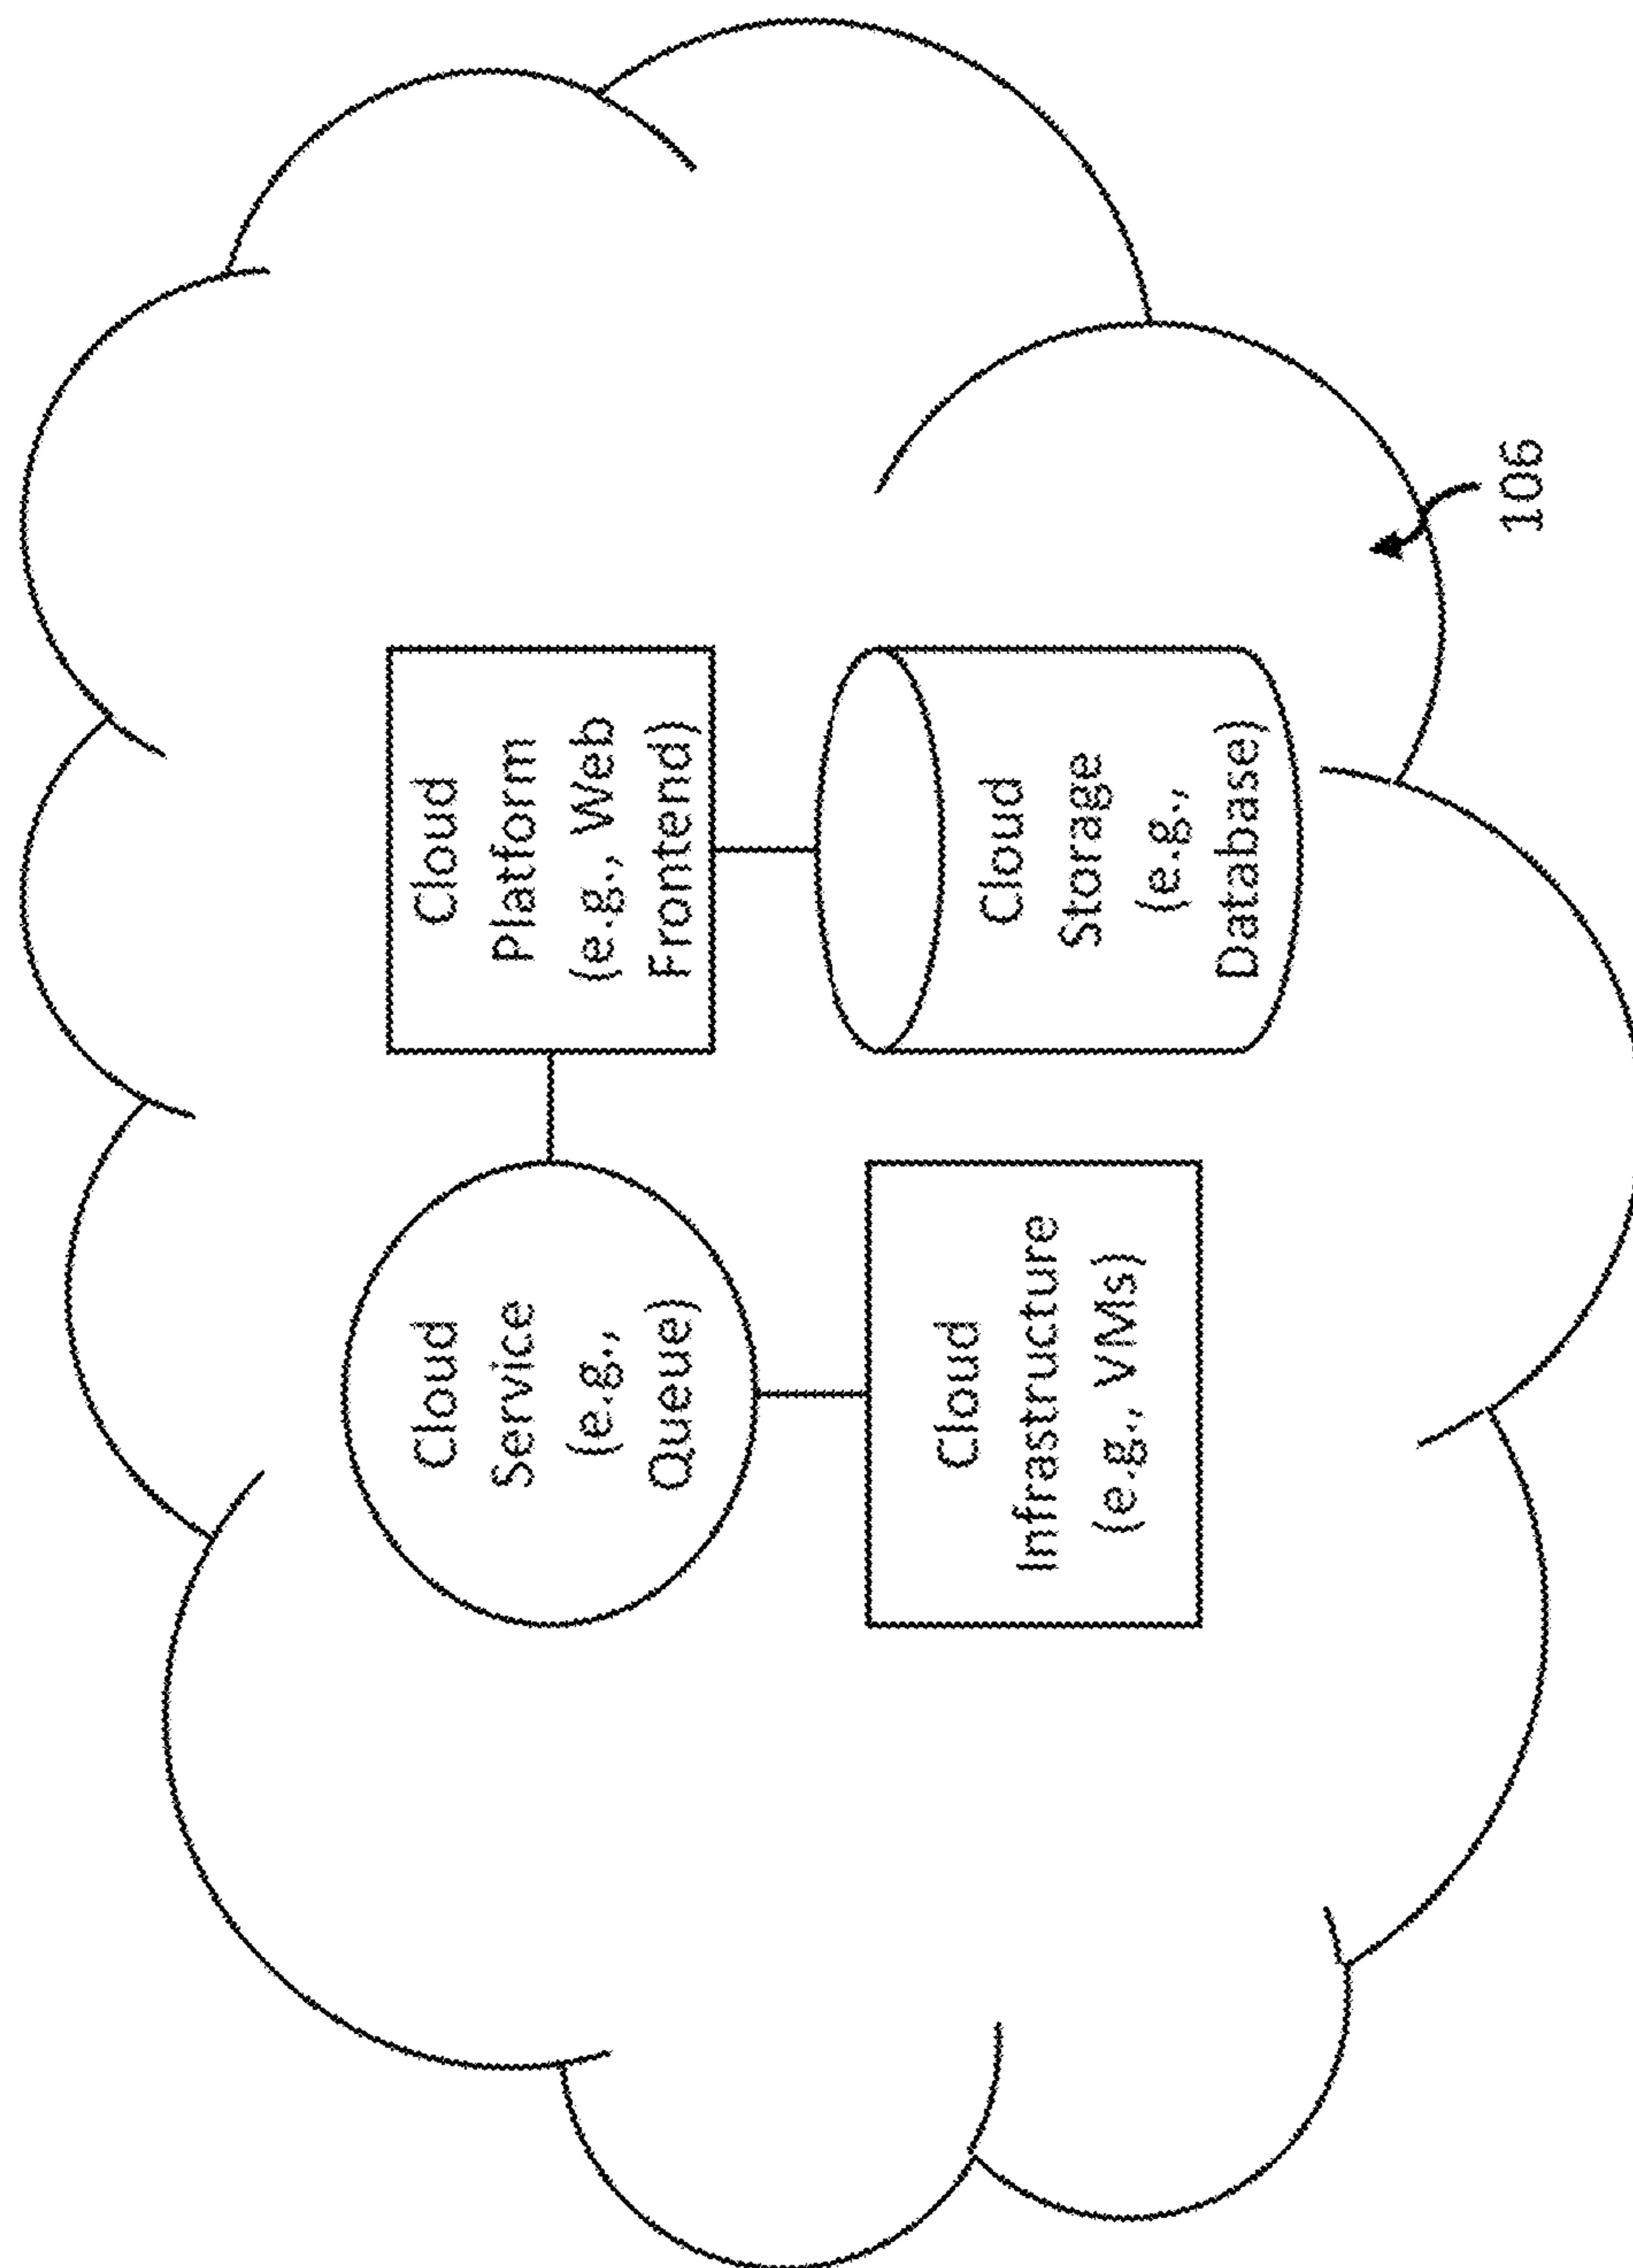 Cloud
Service
(e.g.,
Queue)
Cloud
Platform
(e.g., Web
Frontend)
Cloud
Infrastructure
(e.g., VMs)
Cloud
Storage
(e.g.,
Database)
106